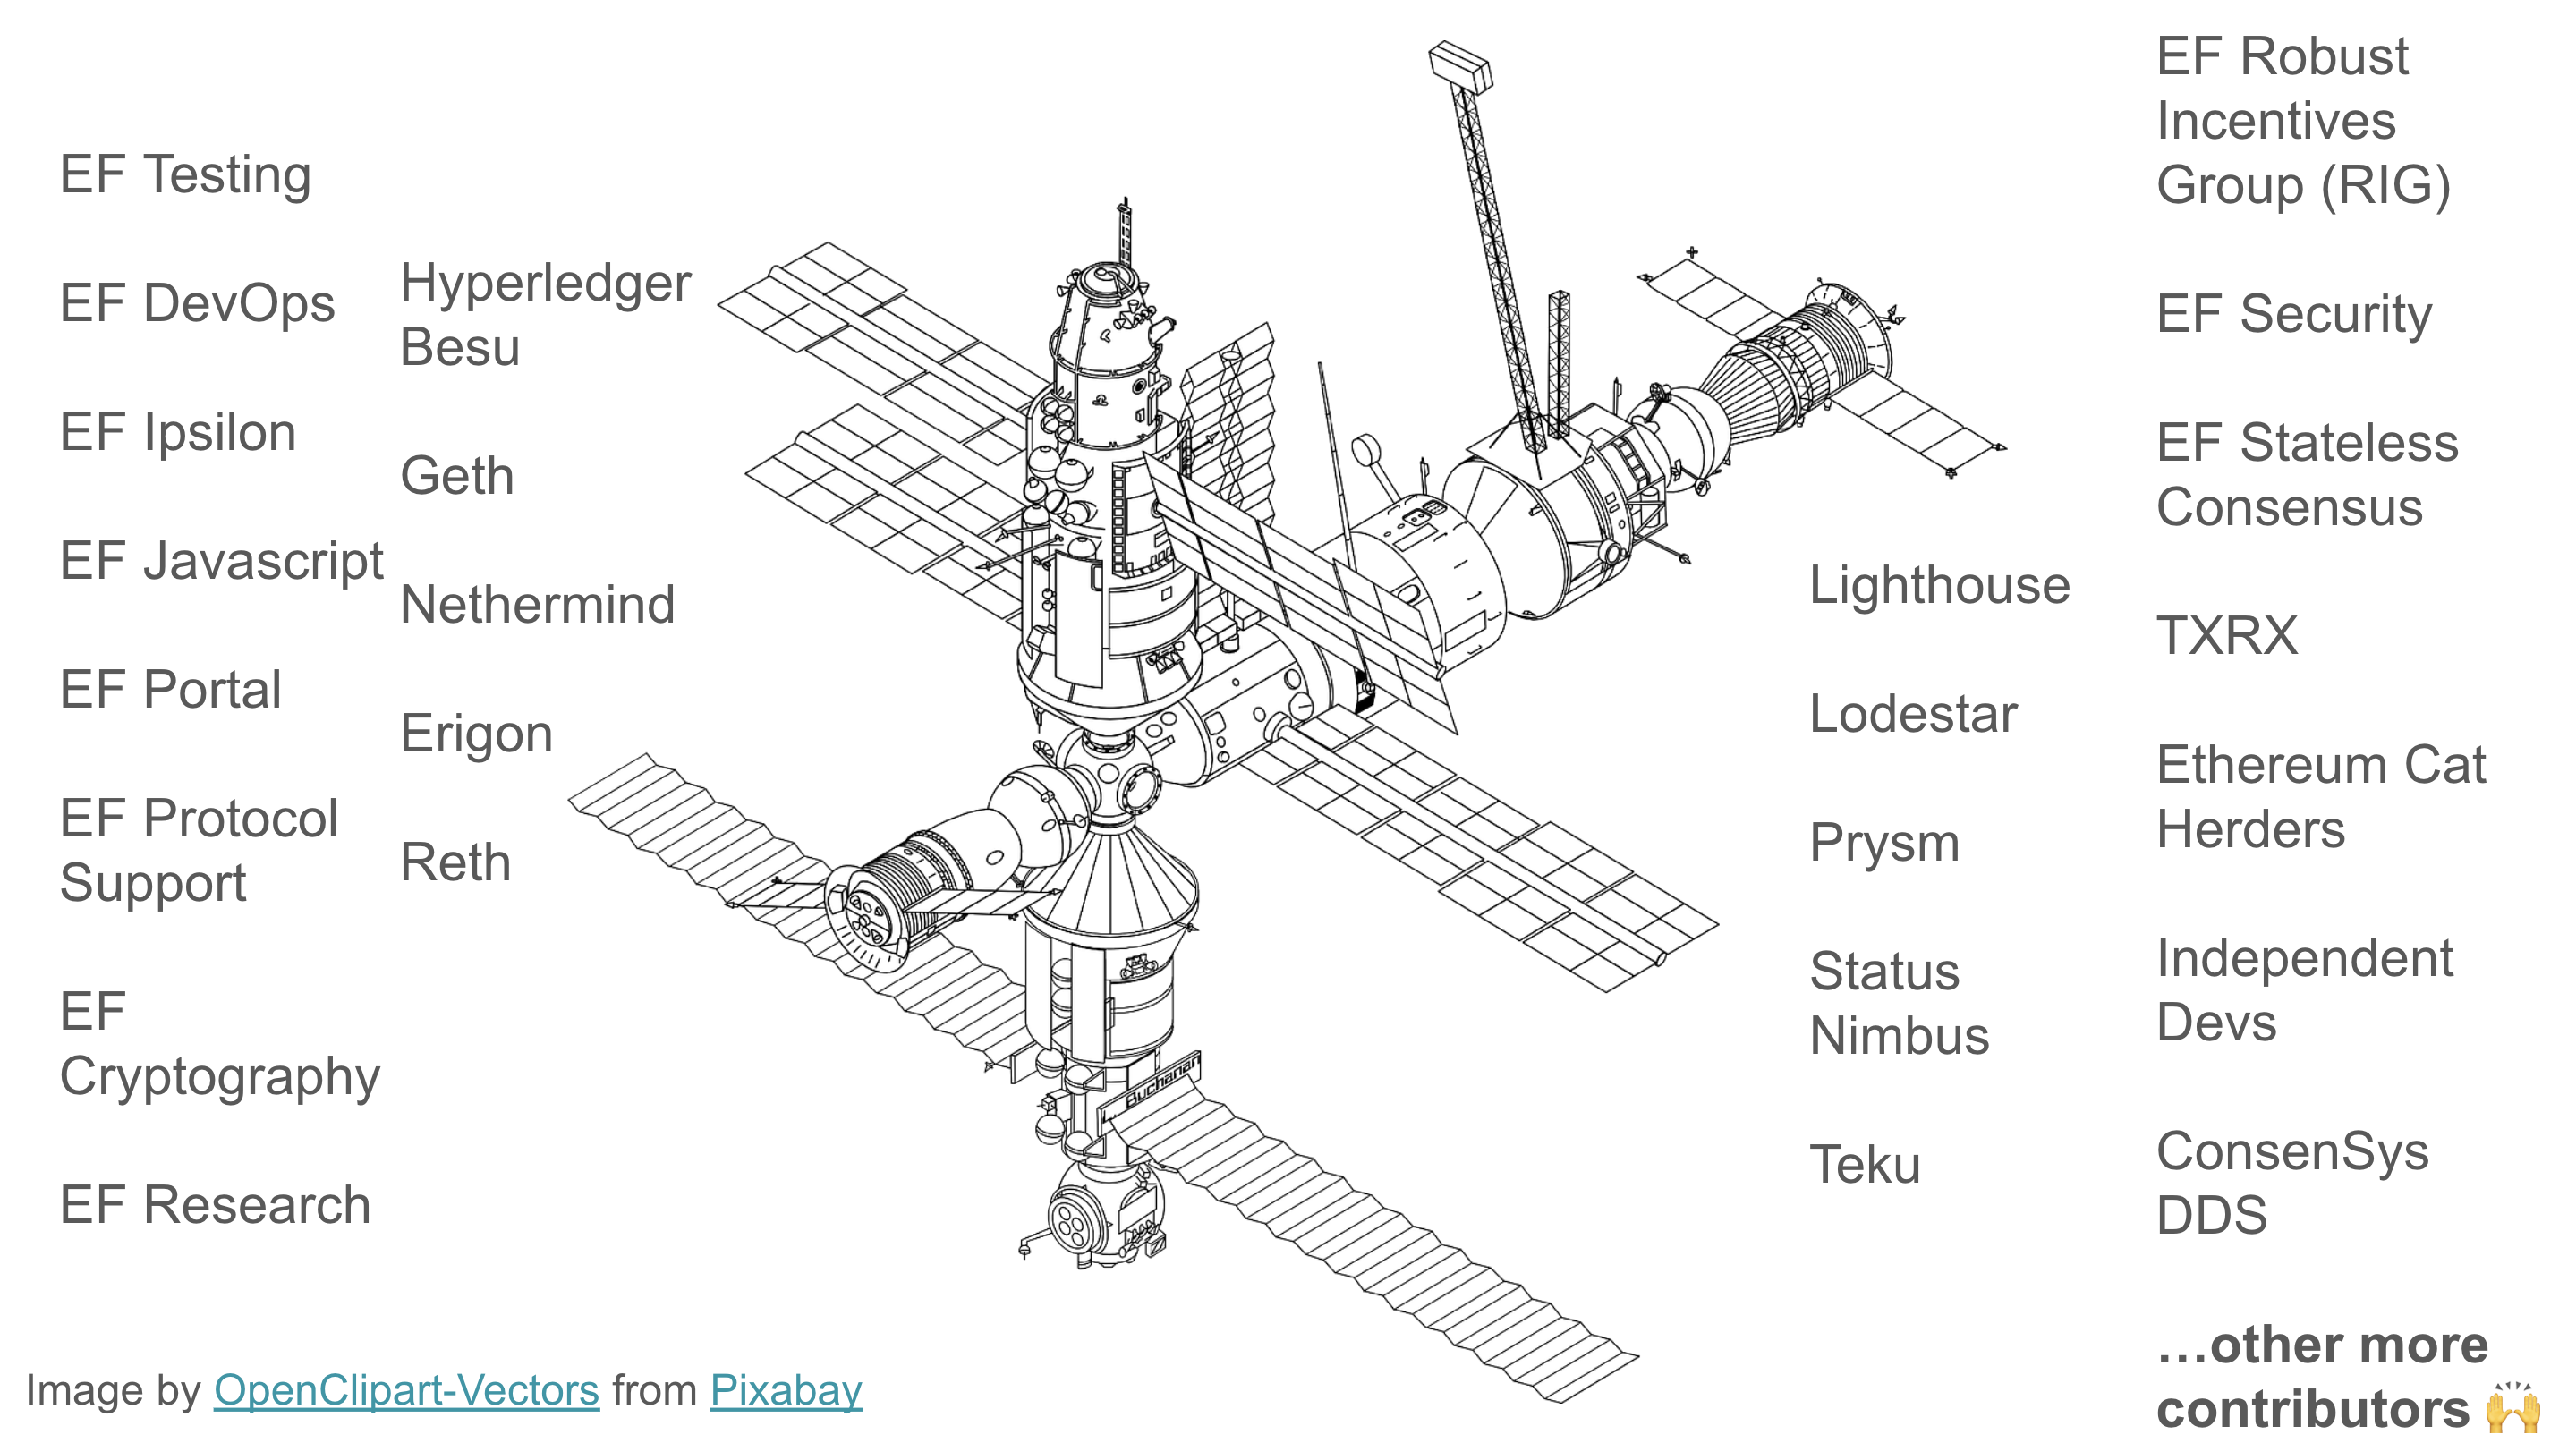 EF Testing
EF DevOps
EF Ipsilon
EF Javascript
EF Portal
EF Protocol
Support
EF
Cryptography
EF Research
Hyperledger
Besu
Geth
Nethermind
Erigon
Reth
L. Buchanan
Lighthouse
Lodestar
Prysm
Status
Nimbus
Teku
EF Robust
Incentives
Group (RIG)
EF Security
EF Stateless
Consensus
TXRX
Ethereum Cat
Herders
Independent
Devs
ConsenSys
DDS
…other more
contributors 🙌
Image by OpenClipart-Vectors from Pixabay